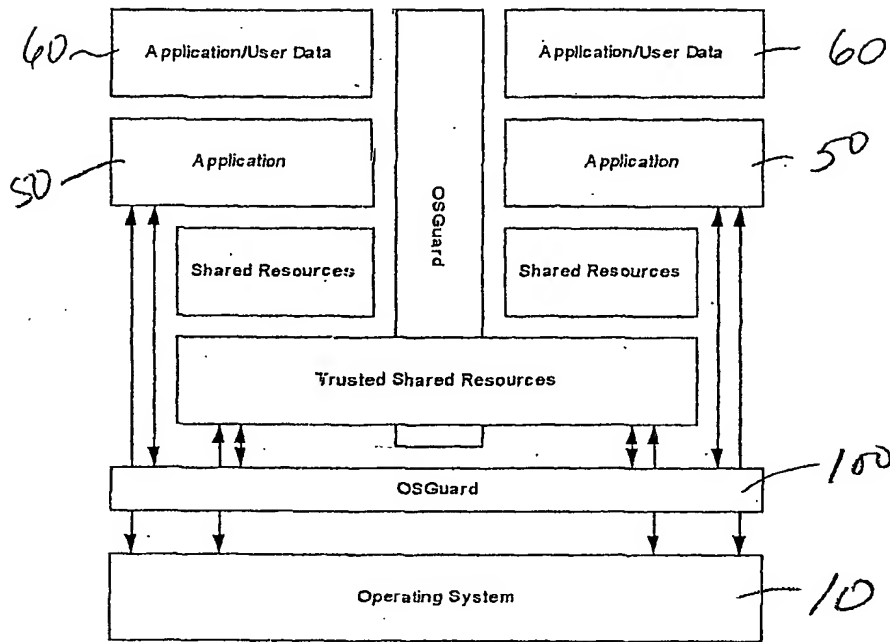 60 Application/User Data Application/User Data 60
50 Application Application 50
OSGuard
Shared Resources Shared Resources
Trusted Shared Resources
OSGuard 100
Operating System 10